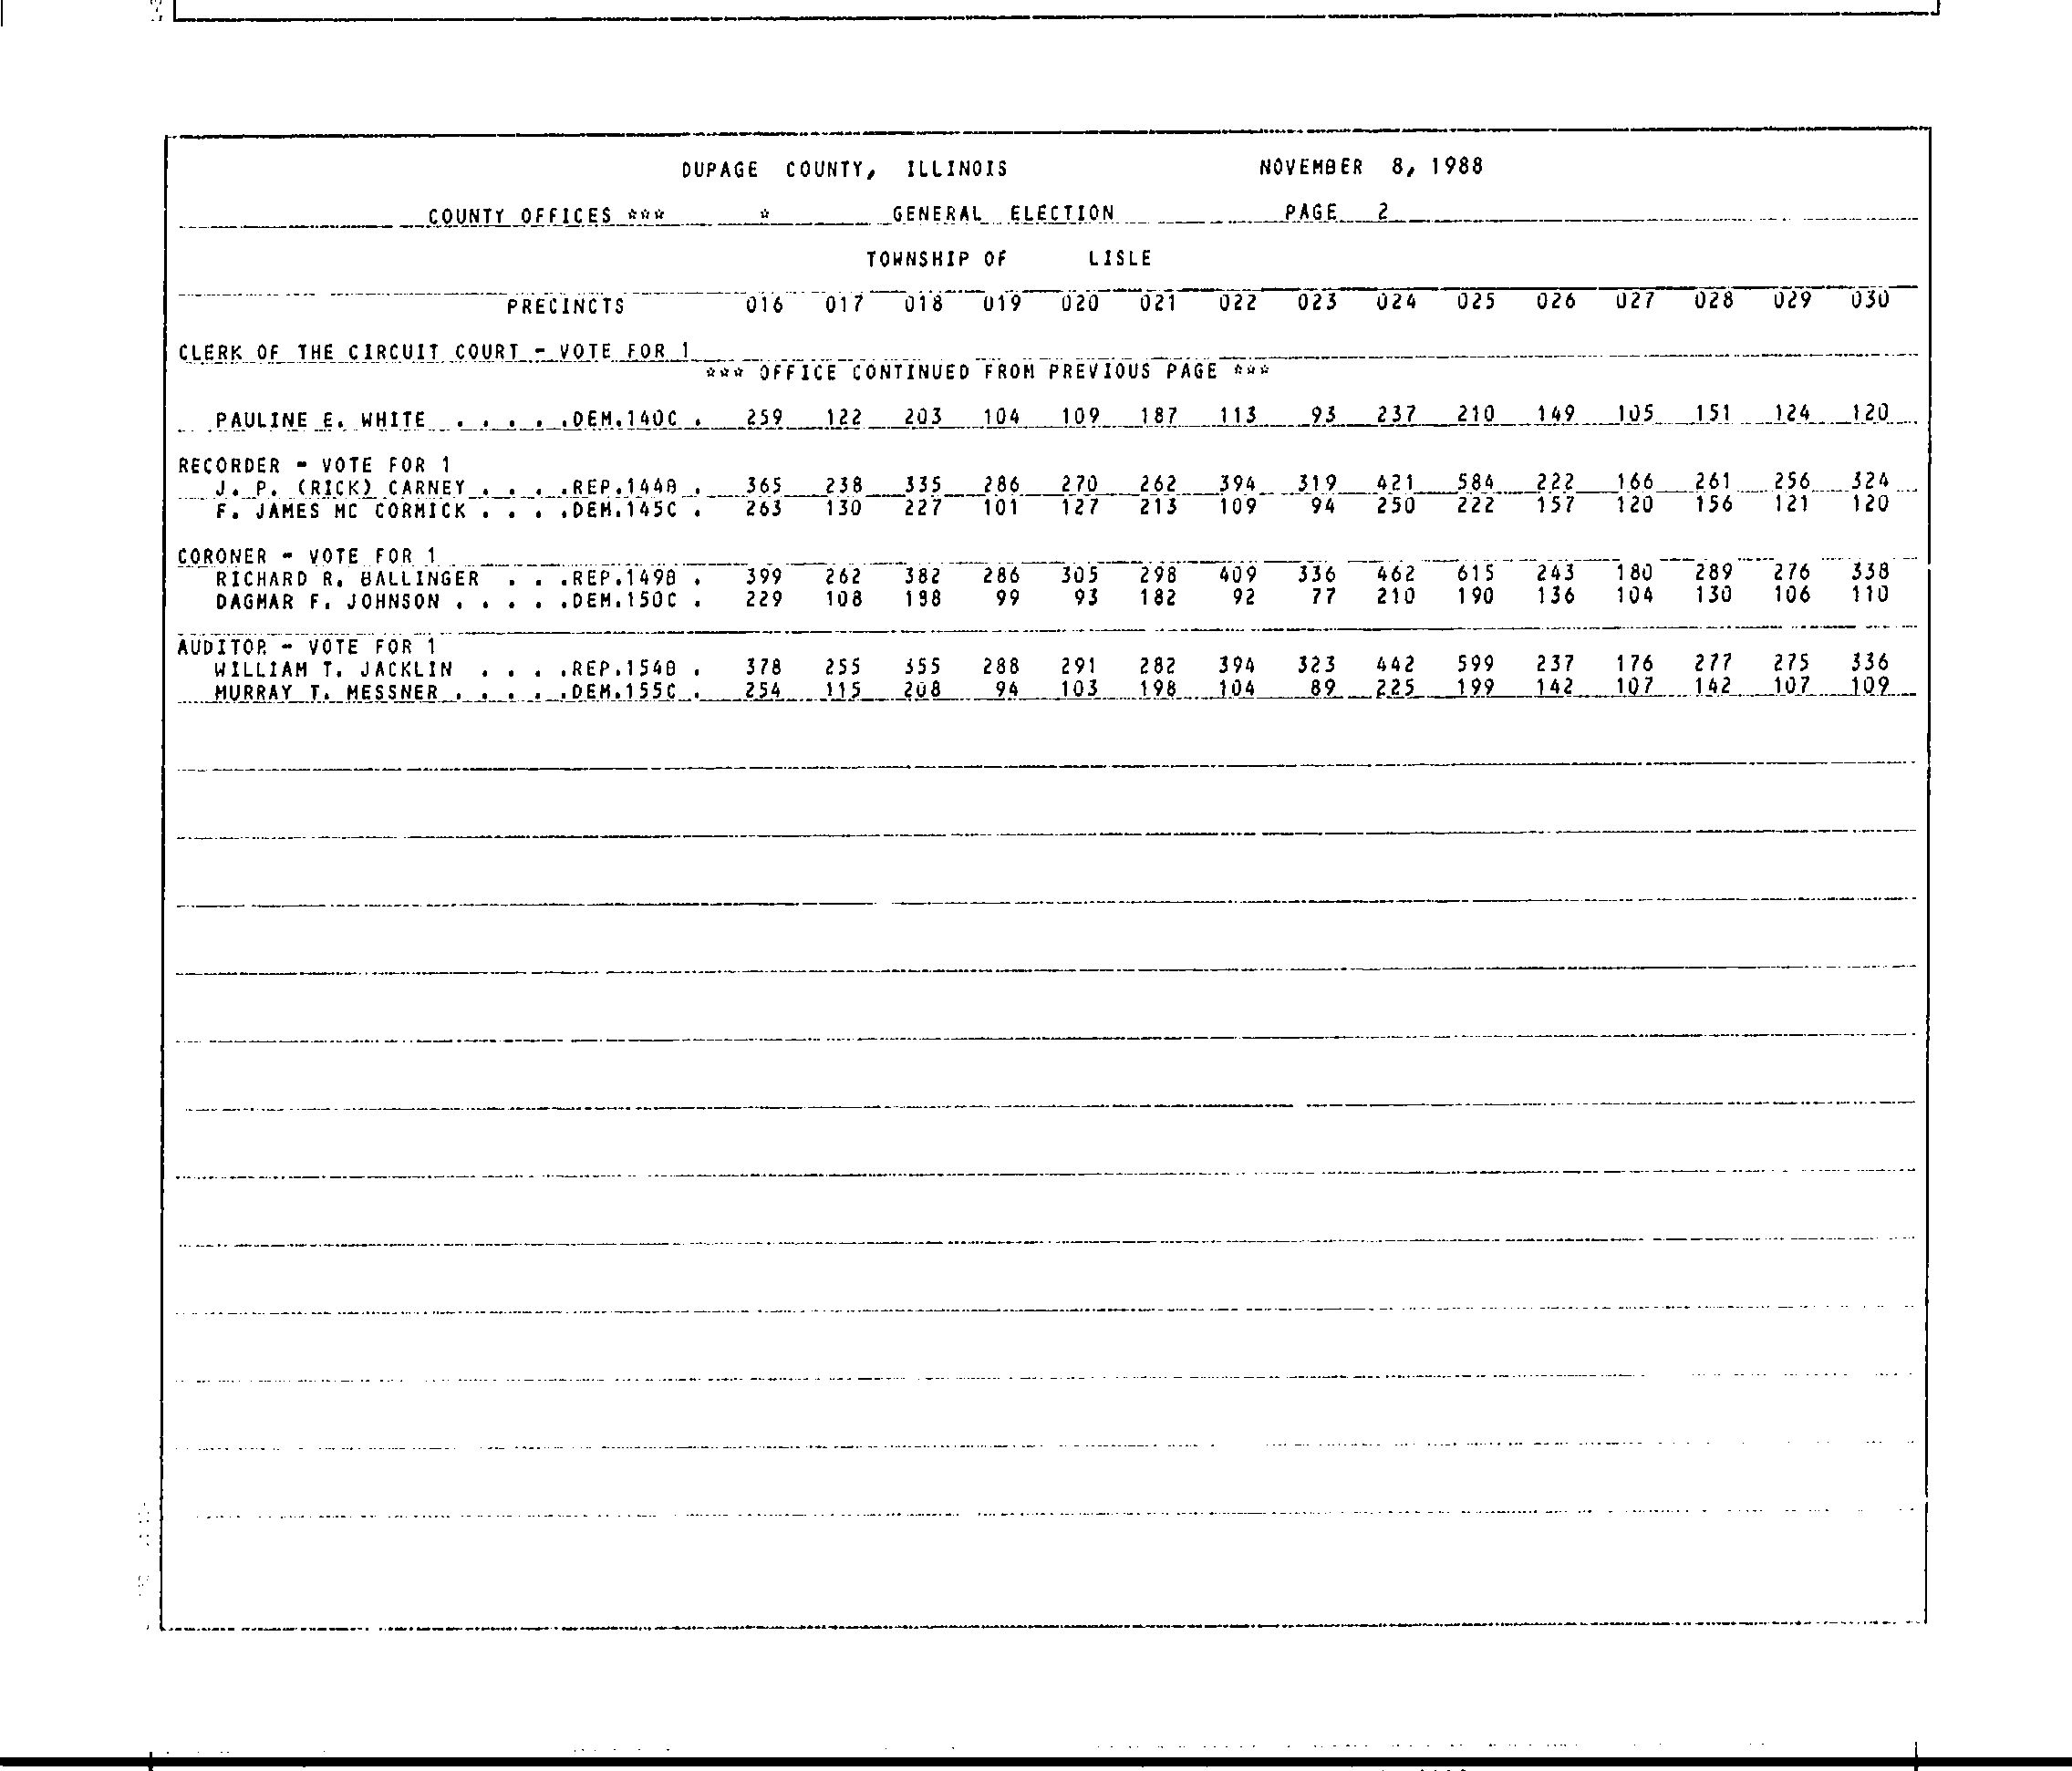 DUPAGE COUNTY, ILLINOIS NOVEMBER 8, 1988
COUNTY OFFICES *** * GENERAL ELECTION PAGE 2
TOWNSHIP OF LISLE
PRECINCTS 016 017 018 019 020 021 022 023 024 025 026 027 028 029 030
CLERK OF THE CIRCUIT COURT - VOTE FOR 1
*** OFFICE CONTINUED FROM PREVIOUS PAGE ***
PAULINE E. WHITE . . . . .DEM.140C . 259 122 203 104 109 187 113 93 237 210 149 105 151 124 120
RECORDER - VOTE FOR 1
J. P. (RICK) CARNEY . . . .REP.144B . 365 238 335 286 270 262 394 319 421 584 222 166 261 256 324
F. JAMES MC CORMICK . . . .DEM.145C . 263 130 227 101 127 213 109 94 250 222 157 120 156 121 120
CORONER - VOTE FOR 1
RICHARD R. BALLINGER . . .REP.149B . 399 262 382 286 305 298 409 336 462 615 243 180 289 276 338
DAGMAR F. JOHNSON . . . . .DEM.150C . 229 108 188 99 93 182 92 77 210 190 136 104 130 106 110
AUDITOR - VOTE FOR 1
WILLIAM T. JACKLIN . . . .REP.154B . 378 255 355 288 291 282 394 323 442 599 237 176 277 275 336
MURRAY T. MESSNER . . . . .DEM.155C . 254 115 208 94 103 198 104 89 225 199 142 107 142 107 109